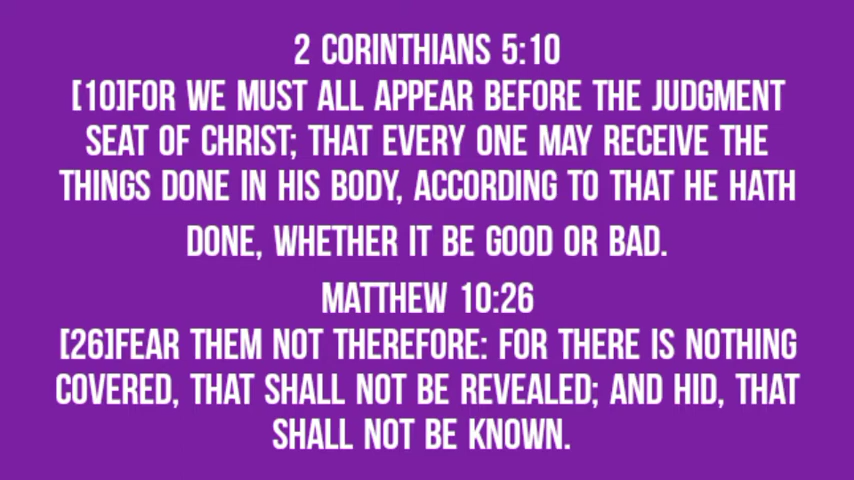 2 CORINTHIANS 5:10
[10]FOR WE MUST ALL APPEAR BEFORE THE JUDGMENT
SEAT OF CHRIST; THAT EVERY ONE MAY RECEIVE THE
THINGS DONE IN HIS BODY, ACCORDING TO THAT HE HATH
DONE, WHETHER IT BE GOOD OR BAD.
MATTHEW 10:26
[26]FEAR THEM NOT THEREFORE: FOR THERE IS NOTHING
COVERED, THAT SHALL NOT BE REVEALED; AND HID, THAT
SHALL NOT BE KNOWN.